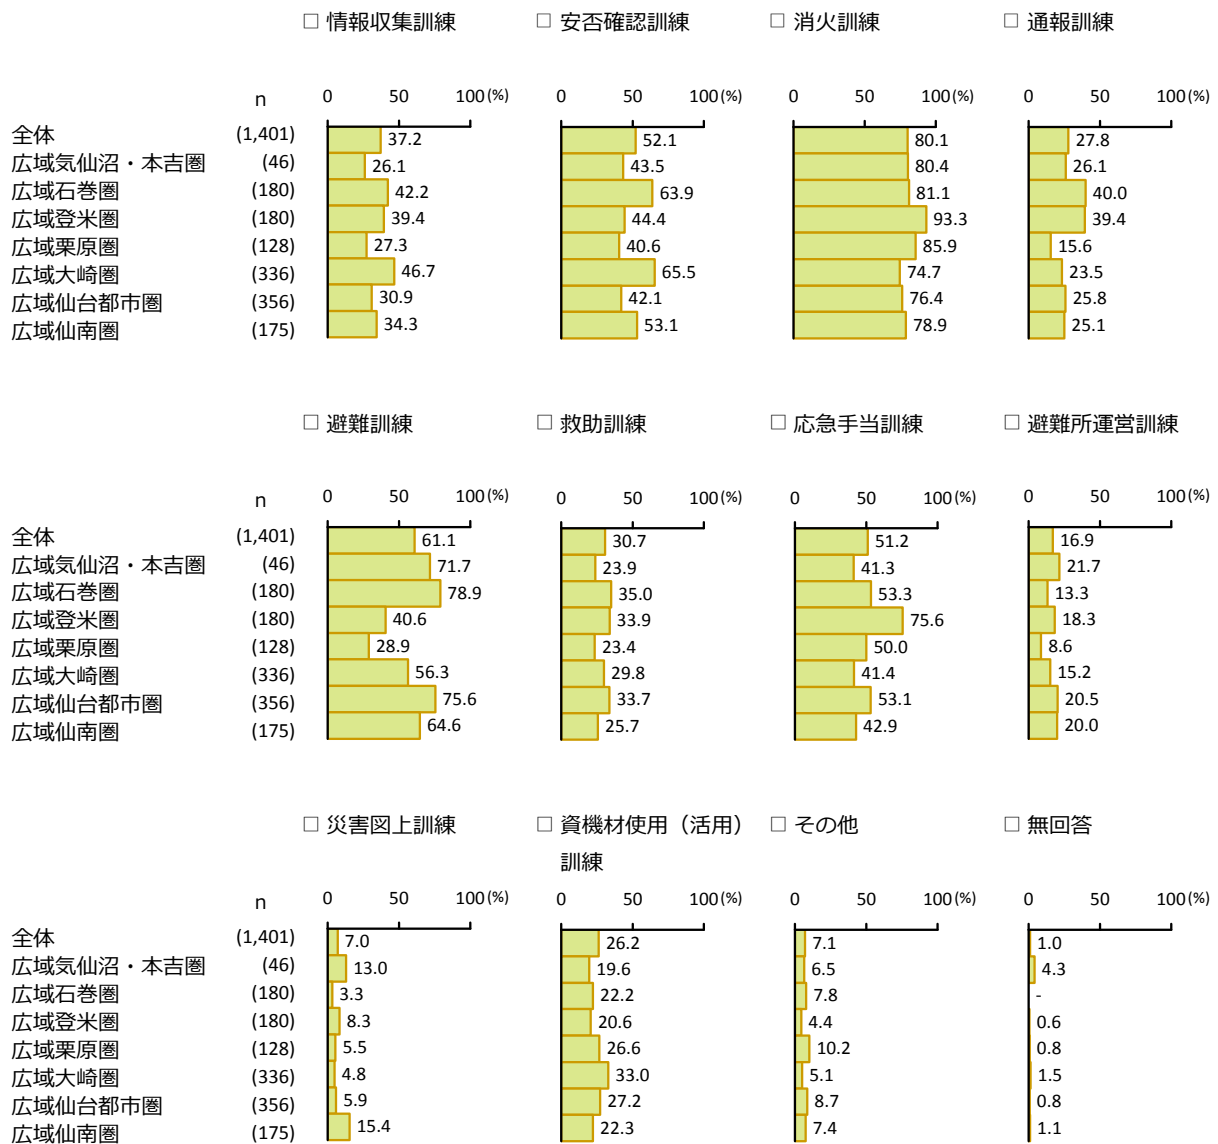 □ 情報収集訓練 □ 安否確認訓練 □ 消火訓練 □ 通報訓練
n 0 50 100(%) 0 50 100(%) 0 50 100(%) 0 50 100(%)
全体 (1,401) 37.2 52.1 80.1 27.8
広域気仙沼・本吉圏 (46) 26.1 43.5 80.4 26.1
広域石巻圏 (180) 42.2 63.9 81.1 40.0
広域登米圏 (180) 39.4 44.4 93.3 39.4
広域栗原圏 (128) 27.3 40.6 85.9 15.6
広域大崎圏 (336) 46.7 65.5 74.7 23.5
広域仙台都市圏 (356) 30.9 42.1 76.4 25.8
広域仙南圏 (175) 34.3 53.1 78.9 25.1
□ 避難訓練 □ 救助訓練 □ 応急手当訓練 □ 避難所運営訓練
n 0 50 100(%) 0 50 100(%) 0 50 100(%) 0 50 100(%)
全体 (1,401) 61.1 30.7 51.2 16.9
広域気仙沼・本吉圏 (46) 71.7 23.9 41.3 21.7
広域石巻圏 (180) 78.9 35.0 53.3 13.3
広域登米圏 (180) 40.6 33.9 75.6 18.3
広域栗原圏 (128) 28.9 23.4 50.0 8.6
広域大崎圏 (336) 56.3 29.8 41.4 15.2
広域仙台都市圏 (356) 75.6 33.7 53.1 20.5
広域仙南圏 (175) 64.6 25.7 42.9 20.0
□ 災害図上訓練 □ 資機材使用（活用） □ その他 □ 無回答
訓練
n 0 50 100(%) 0 50 100(%) 0 50 100(%) 0 50 100(%)
全体 (1,401) 7.0 26.2 7.1 1.0
広域気仙沼・本吉圏 (46) 13.0 19.6 6.5 4.3
広域石巻圏 (180) 3.3 22.2 7.8 -
広域登米圏 (180) 8.3 20.6 4.4 0.6
広域栗原圏 (128) 5.5 26.6 10.2 0.8
広域大崎圏 (336) 4.8 33.0 5.1 1.5
広域仙台都市圏 (356) 5.9 27.2 8.7 0.8
広域仙南圏 (175) 15.4 22.3 7.4 1.1